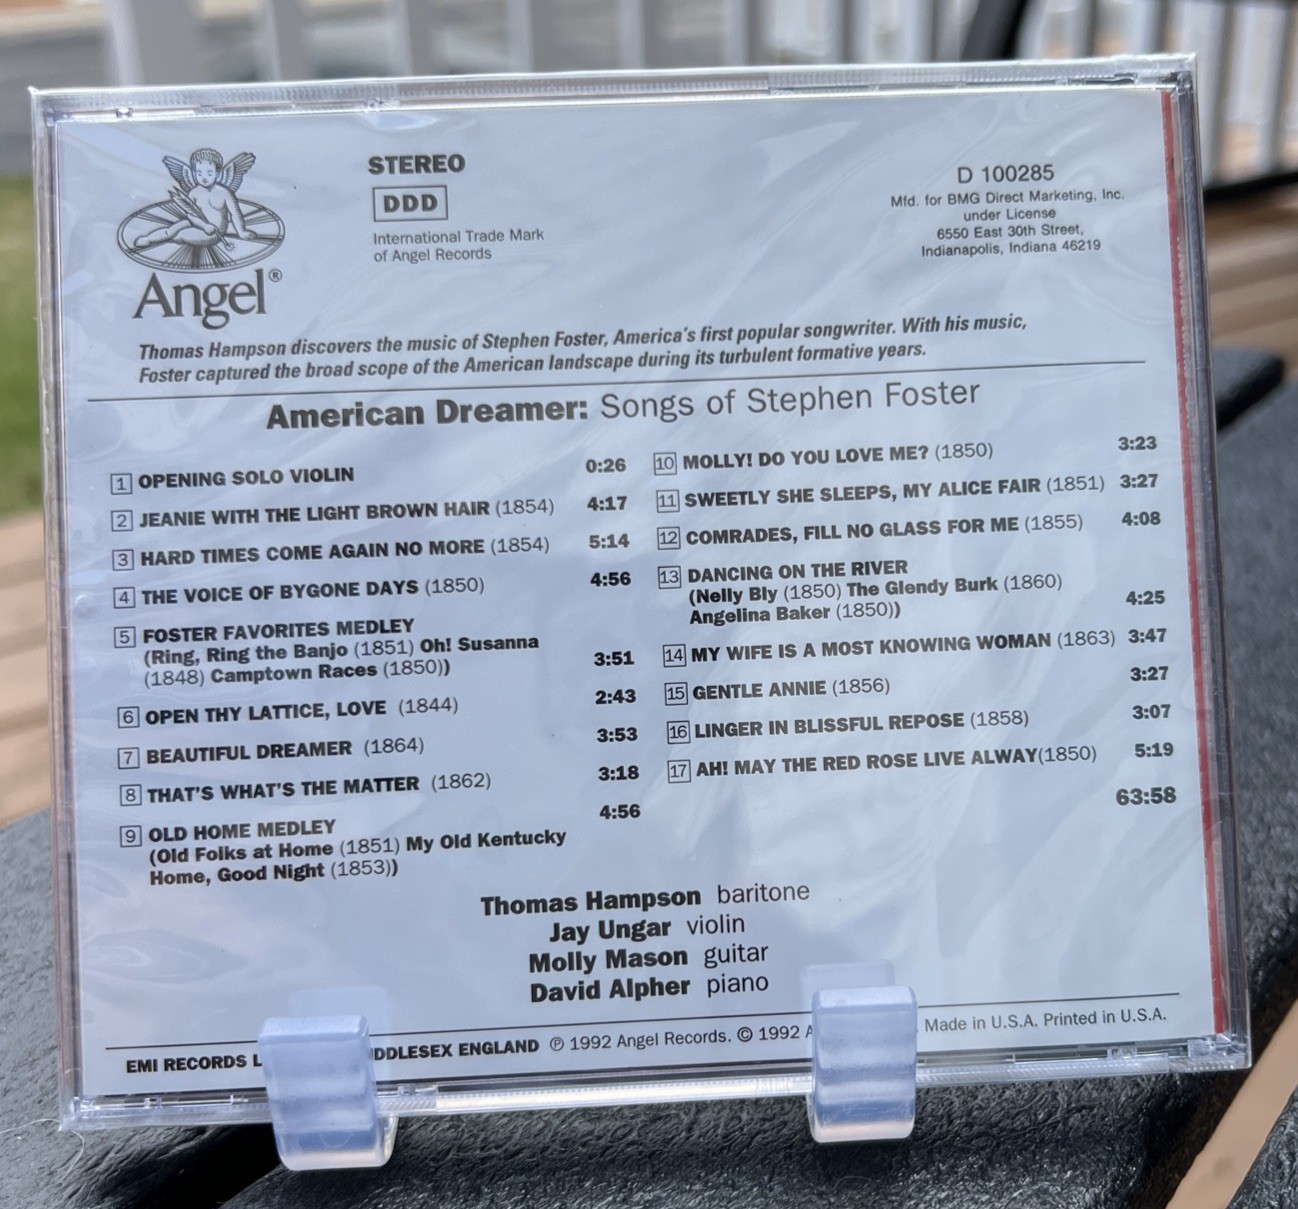 Angel®
STEREO
DDD
International Trade Mark
of Angel Records
D 100285
Mfd. for BMG Direct Marketing, Inc.
under License
6550 East 30th Street,
Indianapolis, Indiana 46219
Thomas Hampson discovers the music of Stephen Foster, America's first popular songwriter. With his music,
Foster captured the broad scope of the American landscape during its turbulent formative years.
American Dreamer: Songs of Stephen Foster
1 OPENING SOLO VIOLIN 0:26
2 JEANIE WITH THE LIGHT BROWN HAIR (1854) 4:17
3 HARD TIMES COME AGAIN NO MORE (1854) 5:14
4 THE VOICE OF BYGONE DAYS (1850) 4:56
5 FOSTER FAVORITES MEDLEY
(Ring, Ring the Banjo (1851) Oh! Susanna
(1848) Camptown Races (1850)) 3:51
6 OPEN THY LATTICE, LOVE (1844) 2:43
7 BEAUTIFUL DREAMER (1864) 3:53
8 THAT'S WHAT'S THE MATTER (1862) 3:18
9 OLD HOME MEDLEY 4:56
(Old Folks at Home (1851) My Old Kentucky
Home, Good Night (1853))
10 MOLLY! DO YOU LOVE ME? (1850) 3:23
11 SWEETLY SHE SLEEPS, MY ALICE FAIR (1851) 3:27
12 COMRADES, FILL NO GLASS FOR ME (1855) 4:08
13 DANCING ON THE RIVER
(Nelly Bly (1850) The Glendy Burk (1860)
Angelina Baker (1850)) 4:25
14 MY WIFE IS A MOST KNOWING WOMAN (1863) 3:47
15 GENTLE ANNIE (1856) 3:27
16 LINGER IN BLISSFUL REPOSE (1858) 3:07
17 AH! MAY THE RED ROSE LIVE ALWAY(1850) 5:19
63:58
Thomas Hampson baritone
Jay Ungar violin
Molly Mason guitar
David Alpher piano
EMI RECORDS L DDLESEX ENGLAND ℗ 1992 Angel Records. © 1992 A Made in U.S.A. Printed in U.S.A.